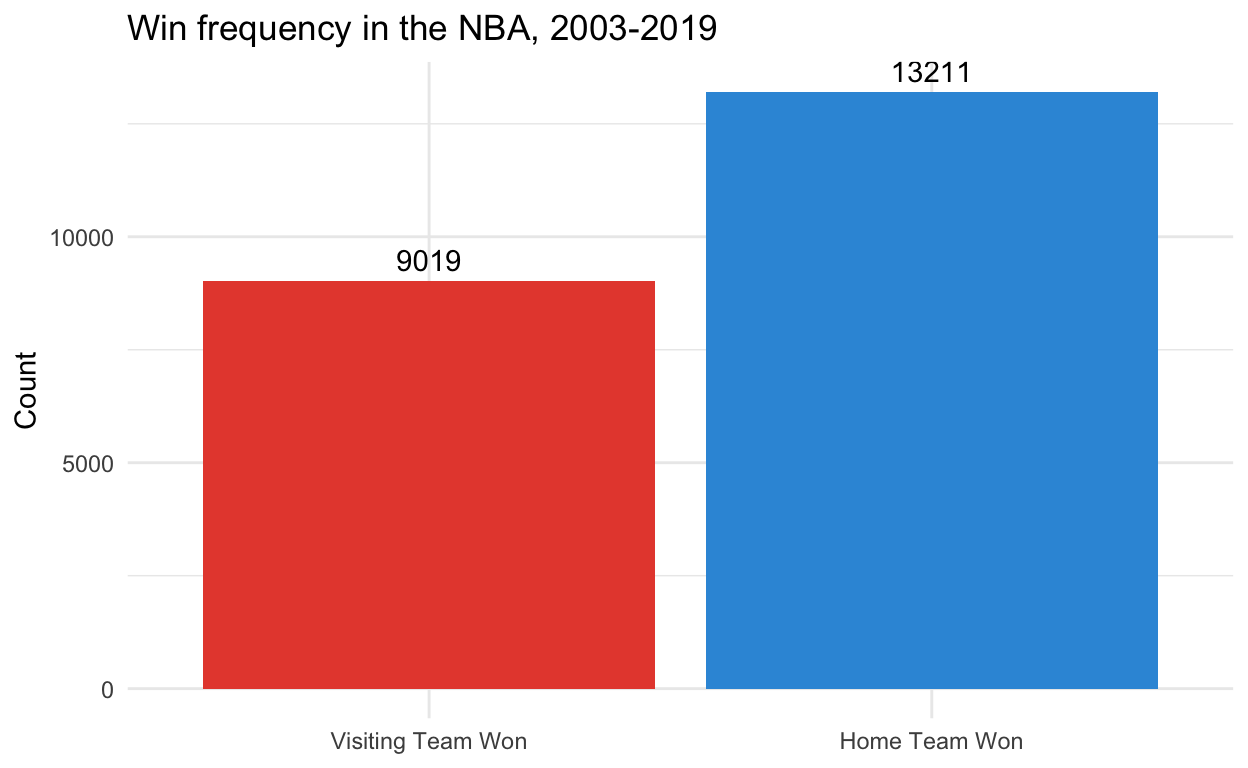 Win frequency in the NBA, 2003-2019
13211
10000
9019
Count
5000
0
Visiting Team Won
Home Team Won